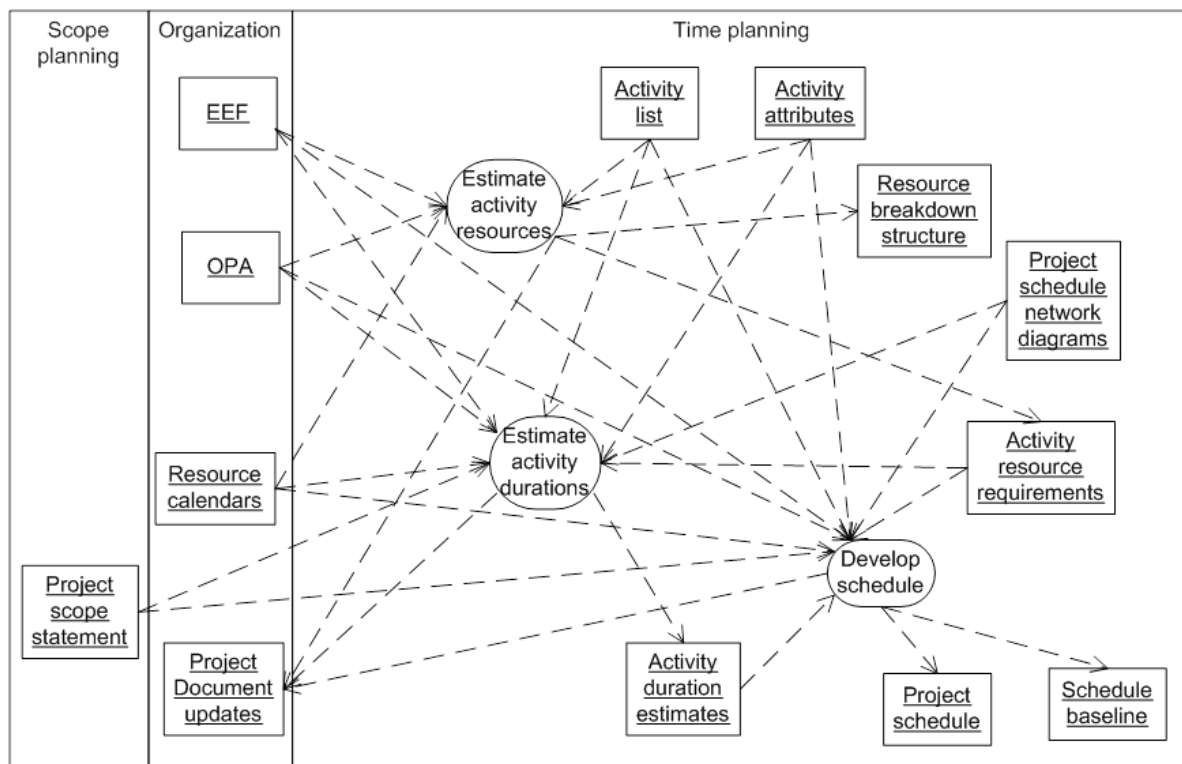 Scope
planning
Organization
Time planning
EEF
Activity
list
Activity
attributes
Estimate
activity
resources
Resource
breakdown
structure
OPA
Project
schedule
network
diagrams
Estimate
activity
durations
Resource
calendars
Activity
resource
requirements
Develop
schedule
Project
scope
statement
Project
Document
updates
Activity
duration
estimates
Project
schedule
Schedule
baseline